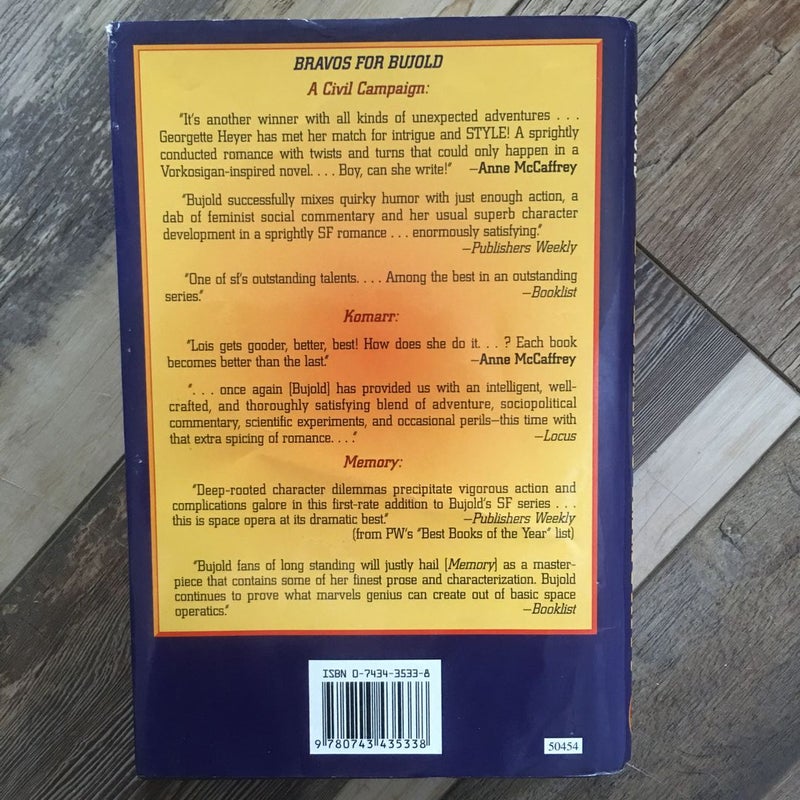 BRAVOS FOR BUJOLD
A Civil Campaign:
"It's another winner with all kinds of unexpected adventures . . .
Georgette Heyer has met her match for intrigue and STYLE! A sprightly
conducted romance with twists and turns that could only happen in a
Vorkosigan-inspired novel. . . . Boy, can she write!" —Anne McCaffrey
"Bujold successfully mixes quirky humor with just enough action, a
dab of feminist social commentary and her usual superb character
development in a sprightly SF romance . . . enormously satisfying."
—Publishers Weekly
"One of sf's outstanding talents. . . . Among the best in an outstanding
series." —Booklist
Komarr:
"Lois gets gooder, better, best! How does she do it. . . ? Each book
becomes better than the last." —Anne McCaffrey
". . . once again [Bujold] has provided us with an intelligent, well-
crafted, and thoroughly satisfying blend of adventure, sociopolitical
commentary, scientific experiments, and occasional perils—this time with
that extra spicing of romance. . . ." —Locus
Memory:
"Deep-rooted character dilemmas precipitate vigorous action and
complications galore in this first-rate addition to Bujold's SF series . . .
this is space opera at its dramatic best." —Publishers Weekly
(from PW's "Best Books of the Year" list)
"Bujold fans of long standing will justly hail [Memory] as a master-
piece that contains some of her finest prose and characterization. Bujold
continues to prove what marvels genius can create out of basic space
operatics." —Booklist
ISBN 0-7434-3533-8
9 780743 435338
50454